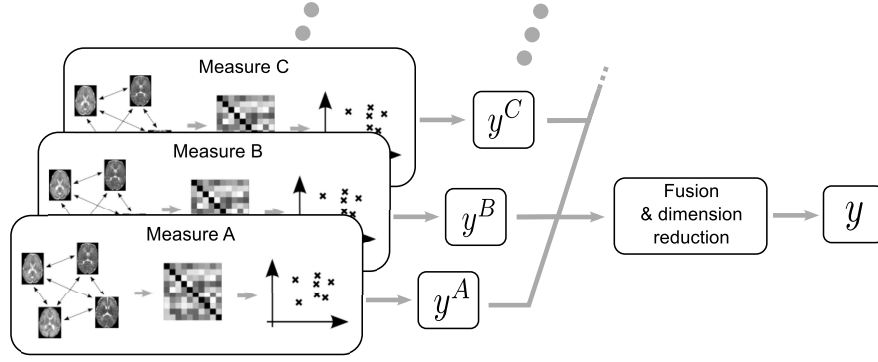 Measure C
y^C
Measure B
y^B
Fusion
& dimension
reduction
y
Measure A
y^A